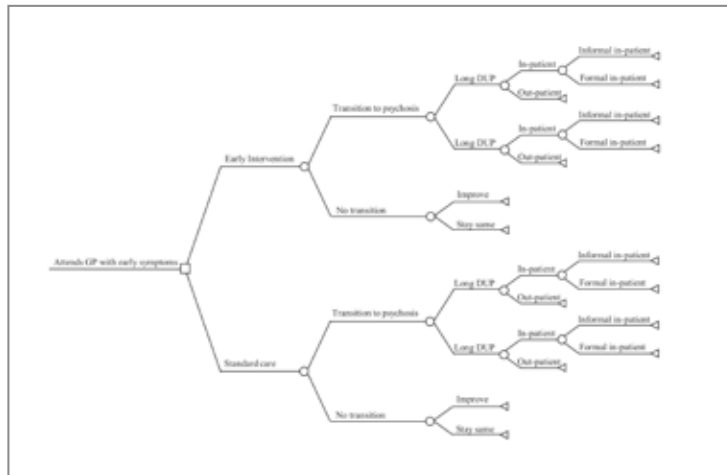 Informal in-patient
In-patient
Long DUP
Formal in-patient
Out-patient
Transition to psychosis
Informal in-patient
In-patient
Long DUP
Formal in-patient
Out-patient
Early Intervention
Improve
No transition
Stay same
Attends GP with early symptoms
Informal in-patient
In-patient
Long DUP
Formal in-patient
Out-patient
Transition to psychosis
Informal in-patient
In-patient
Long DUP
Formal in-patient
Out-patient
Standard care
Improve
No transition
Stay same